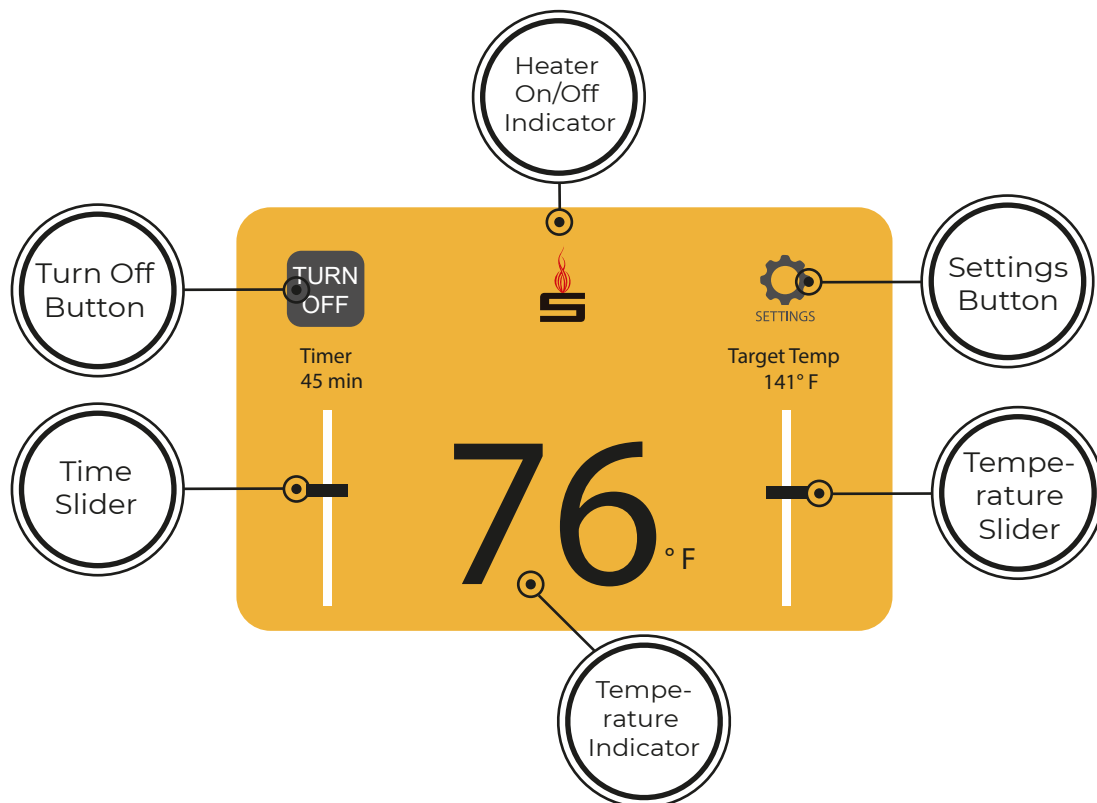 Heater
On/Off
Indicator
Turn Off
Button
TURN
OFF
S
SETTINGS
Settings
Button
Timer
45 min
Target Temp
141° F
Time
Slider
76 ° F
Tempe-
rature
Slider
Tempe-
rature
Indicator